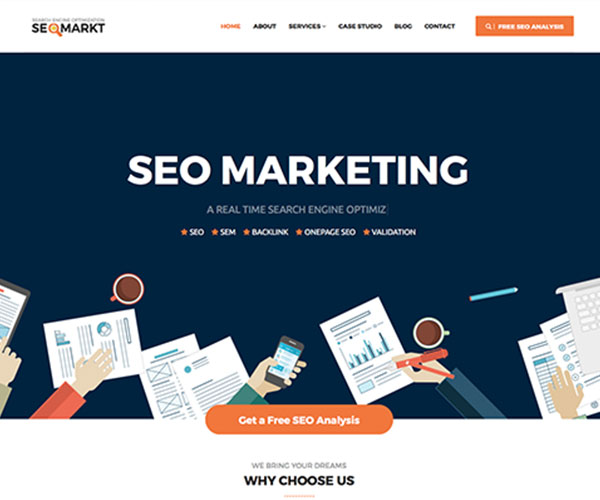 SEARCH ENGINE OPTIMIZATION
SEOMARKT
HOME ABOUT SERVICES CASE STUDIO BLOG CONTACT FREE SEO ANALYSIS
SEO MARKETING
A REAL TIME SEARCH ENGINE OPTIMIZ
SEO SEM BACKLINK ONEPAGE SEO VALIDATION
Get a Free SEO Analysis
WE BRING YOUR DREAMS
WHY CHOOSE US